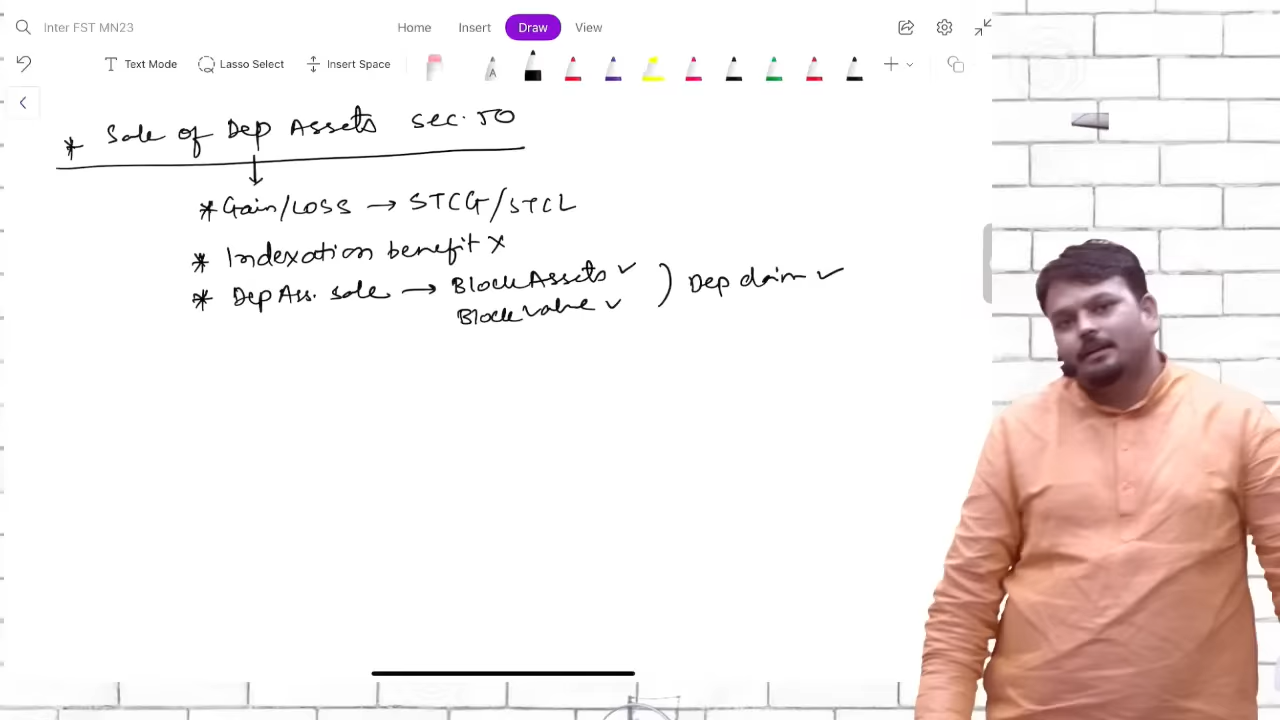 Inter FST MN23
Home Insert Draw View
Text Mode Lasso Select Insert Space
* Sale of Dep Assets sec. 50
* Gain/Loss → STCG/STCL
* Indexation benefit ×
* Dep Ass. sale → Block Assets ✓ ) Dep claim ✓
Block value ✓